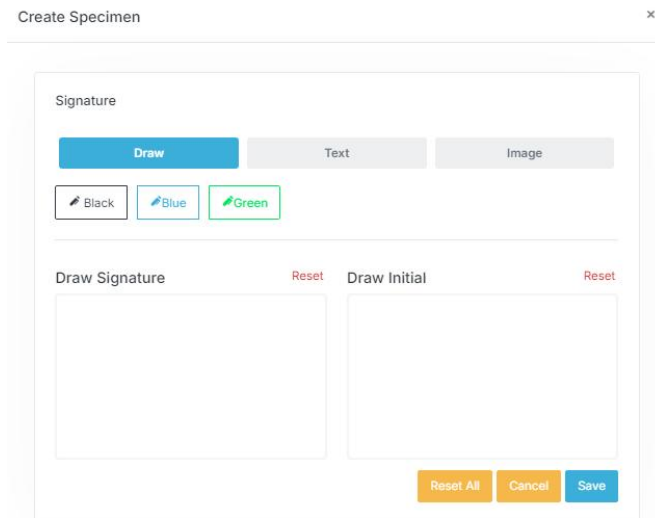 Create Specimen ×
Signature
Draw Text Image
Black Blue Green
Draw Signature Reset Draw Initial Reset
Reset All Cancel Save